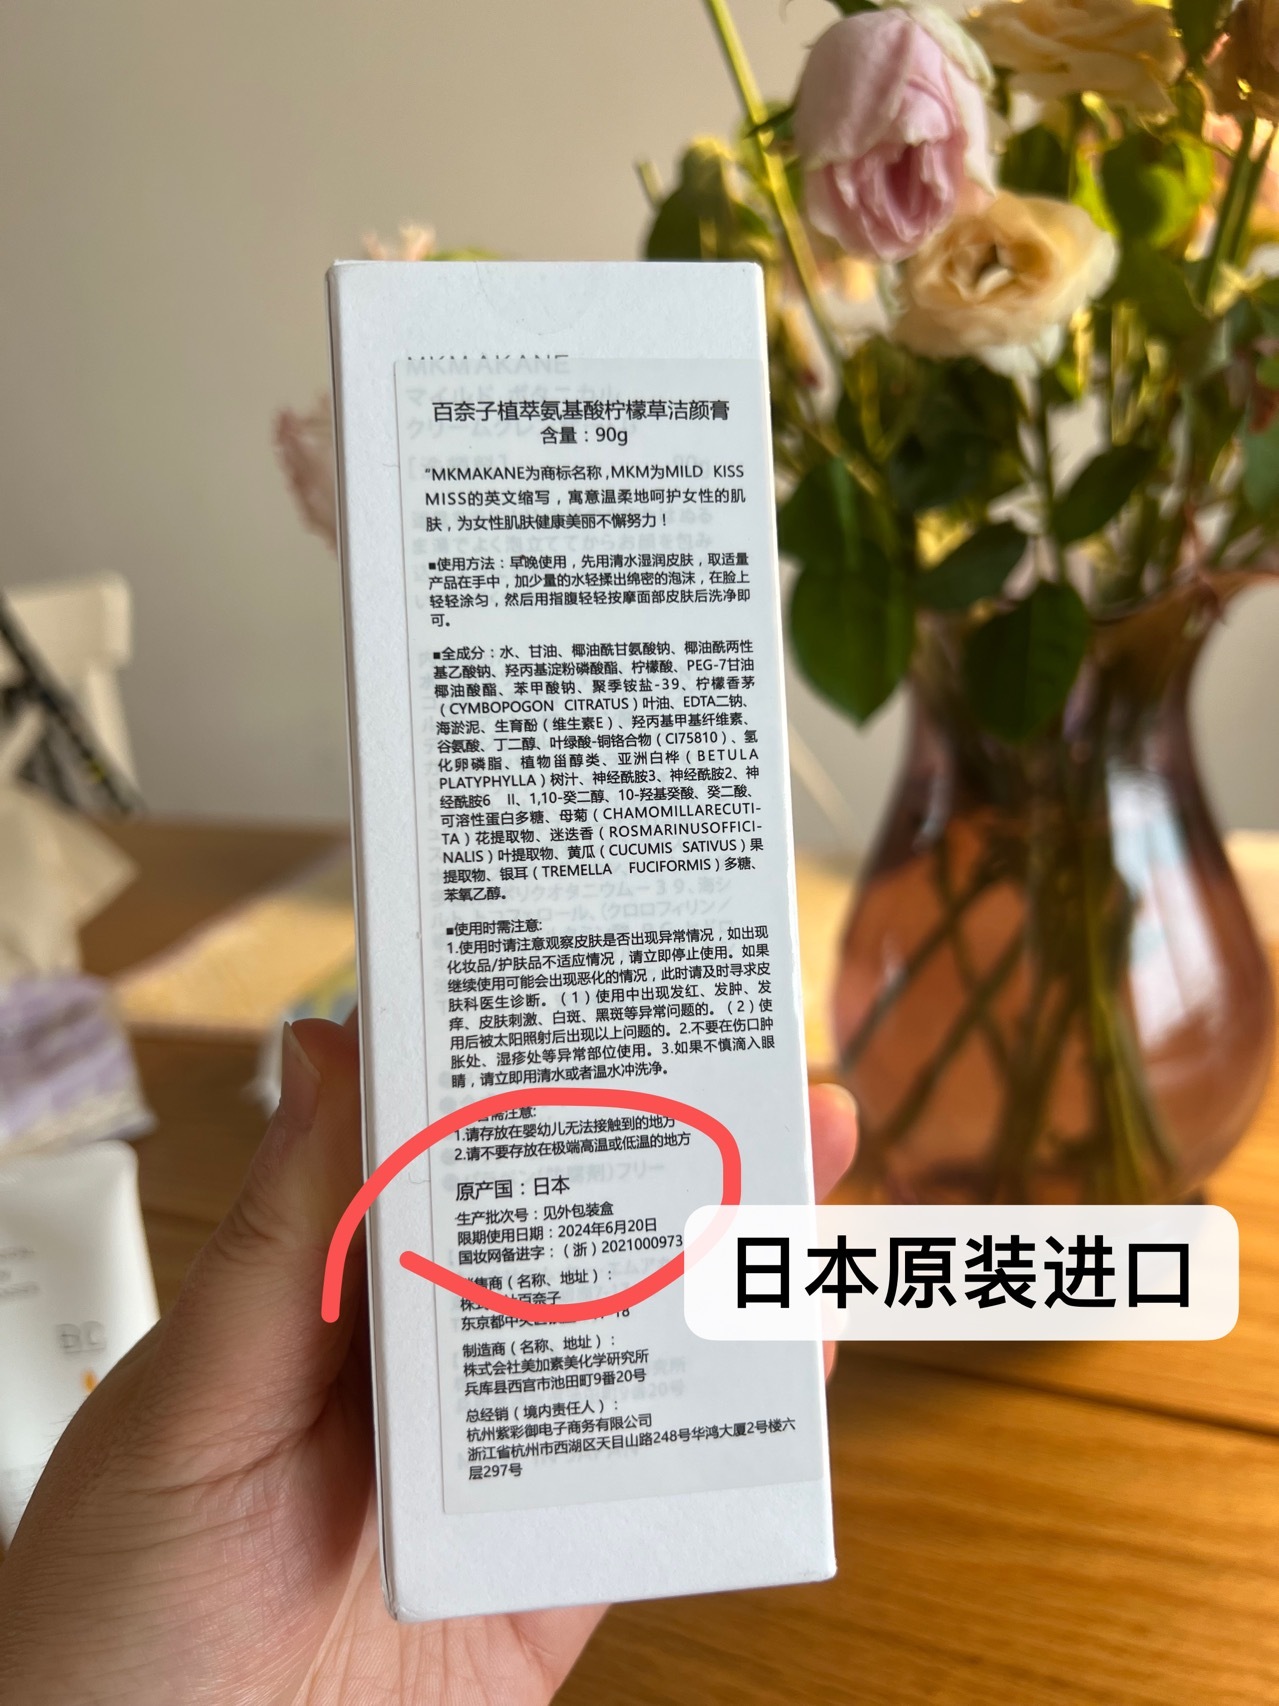 MKMAKANE
百奈子植萃氨基酸柠檬草洁颜膏
含量：90g
“MKMAKANE为商标名称,MKM为MILD KISS
MISS的英文缩写，寓意温柔地呵护女性的肌
肤，为女性肌肤健康美丽不懈努力！
■使用方法：早晚使用，先用清水湿润皮肤，取适量
产品在手中，加少量的水轻揉出绵密的泡沫，在脸上
轻轻涂匀，然后用指腹轻轻按摩面部皮肤后洗净即
可。
■全成分：水、甘油、椰油酰甘氨酸钠、椰油酰两性
基乙酸钠、羟丙基淀粉磷酸酯、柠檬酸、PEG-7甘油
椰油酸酯、苯甲酸钠、聚季铵盐-39、柠檬香茅
（CYMBOPOGON CITRATUS）叶油、EDTA二钠、
海淤泥、生育酚（维生素E）、羟丙基甲基纤维素、
谷氨酸、丁二醇、叶绿酸-铜铬合物（CI75810）、氢
化卵磷脂、植物甾醇类、亚洲白桦（BETULA
PLATYPHYLLA）树汁、神经酰胺3、神经酰胺2、神
经酰胺6 II、1,10-癸二醇、10-羟基癸酸、癸二酸、
可溶性蛋白多糖、母菊（CHAMOMILLARECUTI-
TA）花提取物、迷迭香（ROSMARINUSOFFICI-
NALIS）叶提取物、黄瓜（CUCUMIS SATIVUS）果
提取物、银耳（TREMELLA FUCIFORMIS）多糖、
苯氧乙醇。
■使用时需注意:
1.使用时请注意观察皮肤是否出现异常情况，如出现
化妆品/护肤品不适应情况，请立即停止使用。如果
继续使用可能会出现恶化的情况，此时请及时寻求皮
肤科医生诊断。（1）使用中出现发红、发肿、发
痒、皮肤刺激、白斑、黑斑等异常问题的。（2）使
用后被太阳照射后出现以上问题的。2.不要在伤口肿
胀处、湿疹处等异常部位使用。3.如果不慎滴入眼
睛，请立即用清水或者温水冲洗净。
需注意:
1.请存放在婴幼儿无法接触到的地方
2.请不要存放在极端高温或低温的地方
原产国：日本
生产批次号：见外包装盒
限期使用日期：2024年6月20日
国妆网备进字：（浙）2021000973
销售商（名称、地址）：
株式 社百奈子
东京都中央
制造商（名称、地址）：
株式会社美加素美化学研究所
兵库县西宫市池田町9番20号
总经销（境内责任人）：
杭州紫彩御电子商务有限公司
浙江省杭州市西湖区天目山路248号华鸿大厦2号楼六
层297号
日本原装进口